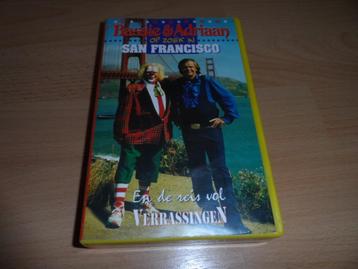 Bassie & Adriaan
OP ZOEK IN
SAN FRANCISCO
En de reis vol
VERRASSINGEN